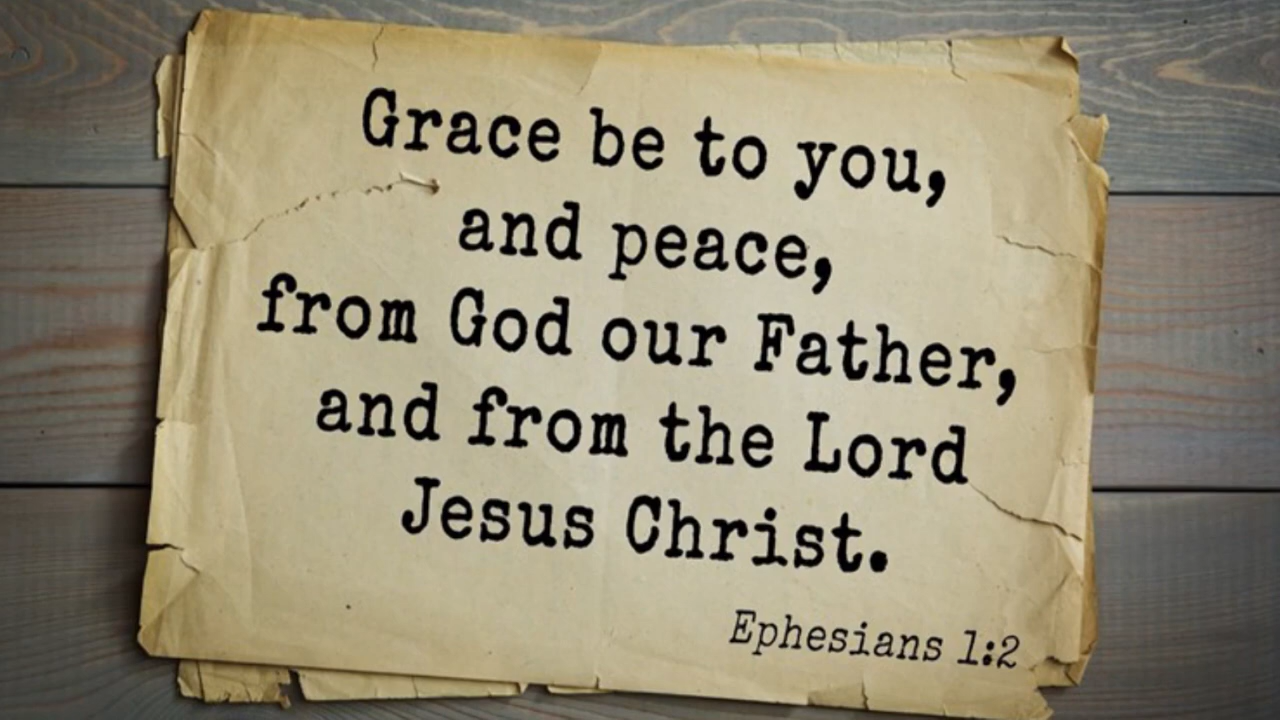 Grace be to you,
and peace,
from God our Father,
and from the Lord
Jesus Christ.
Ephesians 1:2